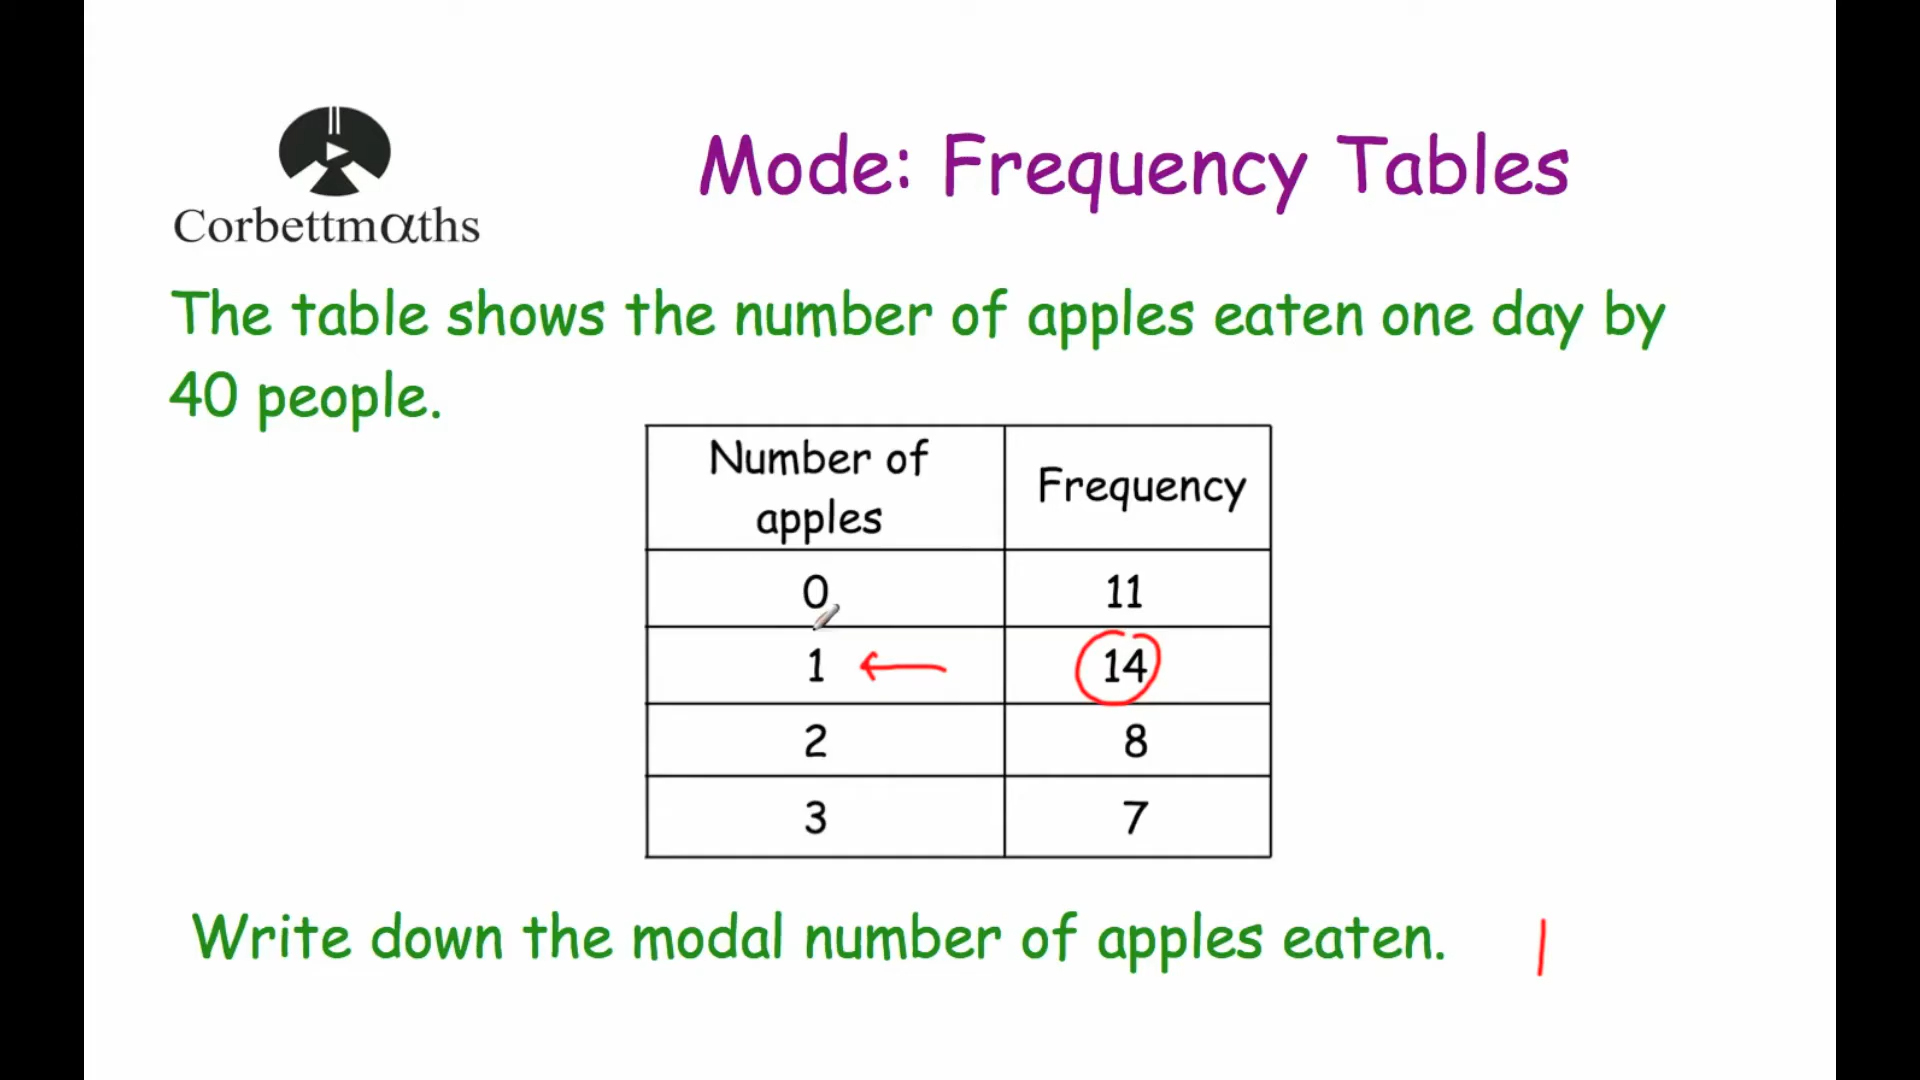 Corbettmαths
Mode: Frequency Tables
The table shows the number of apples eaten one day by
40 people.
Number of
apples
Frequency
0 11
1 14
2 8
3 7
Write down the modal number of apples eaten. 1